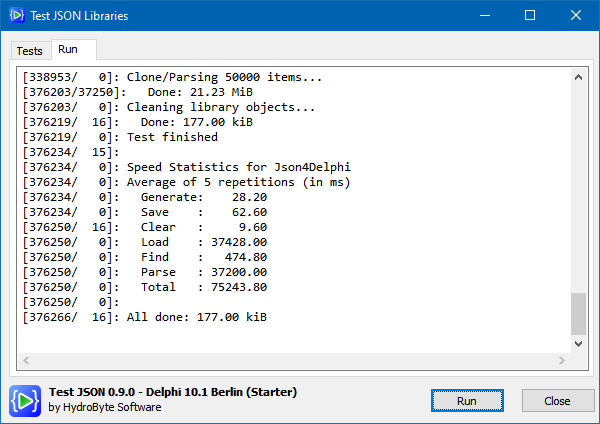 Test JSON Libraries
Tests Run
[338953/   0]: Clone/Parsing 50000 items...
[376203/37250]:   Done: 21.23 MiB
[376203/   0]: Cleaning library objects...
[376219/  16]:   Done: 177.00 kiB
[376219/   0]: Test finished
[376234/  15]:
[376234/   0]: Speed Statistics for Json4Delphi
[376234/   0]: Average of 5 repetitions (in ms)
[376234/   0]:   Generate:    28.20
[376234/   0]:   Save    :    62.60
[376250/  16]:   Clear   :     9.60
[376250/   0]:   Load    : 37428.00
[376250/   0]:   Find    :   474.80
[376250/   0]:   Parse   : 37200.00
[376250/   0]:   Total   : 75243.80
[376250/   0]:
[376266/  16]: All done: 177.00 kiB
Test JSON 0.9.0 - Delphi 10.1 Berlin (Starter)
by HydroByte Software
Run Close